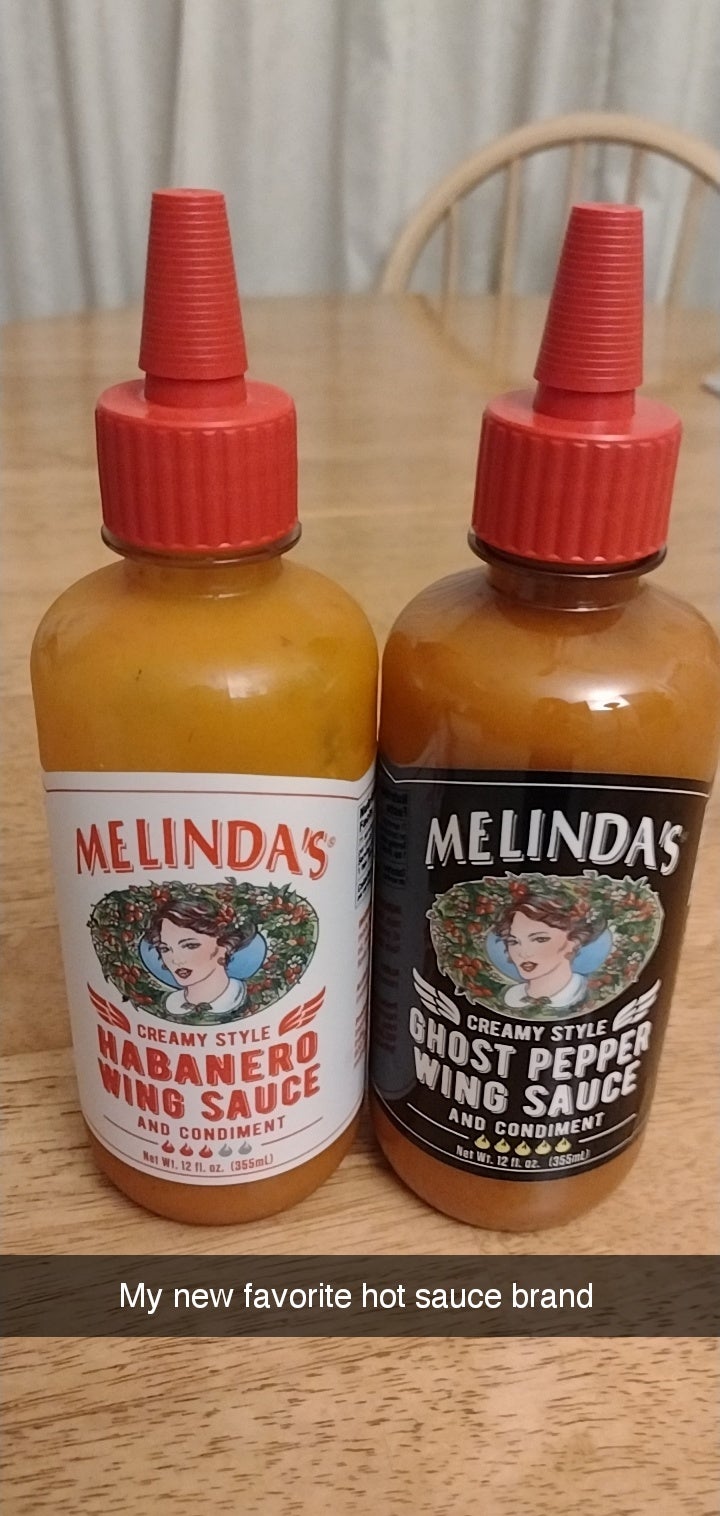 MELINDA'S
CREAMY STYLE
HABANERO
WING SAUCE
AND CONDIMENT
Net Wt. 12 fl. oz. (355mL)
MELINDA'S
CREAMY STYLE
GHOST PEPPER
WING SAUCE
AND CONDIMENT
Net Wt. 12 fl. oz. (355mL)
My new favorite hot sauce brand